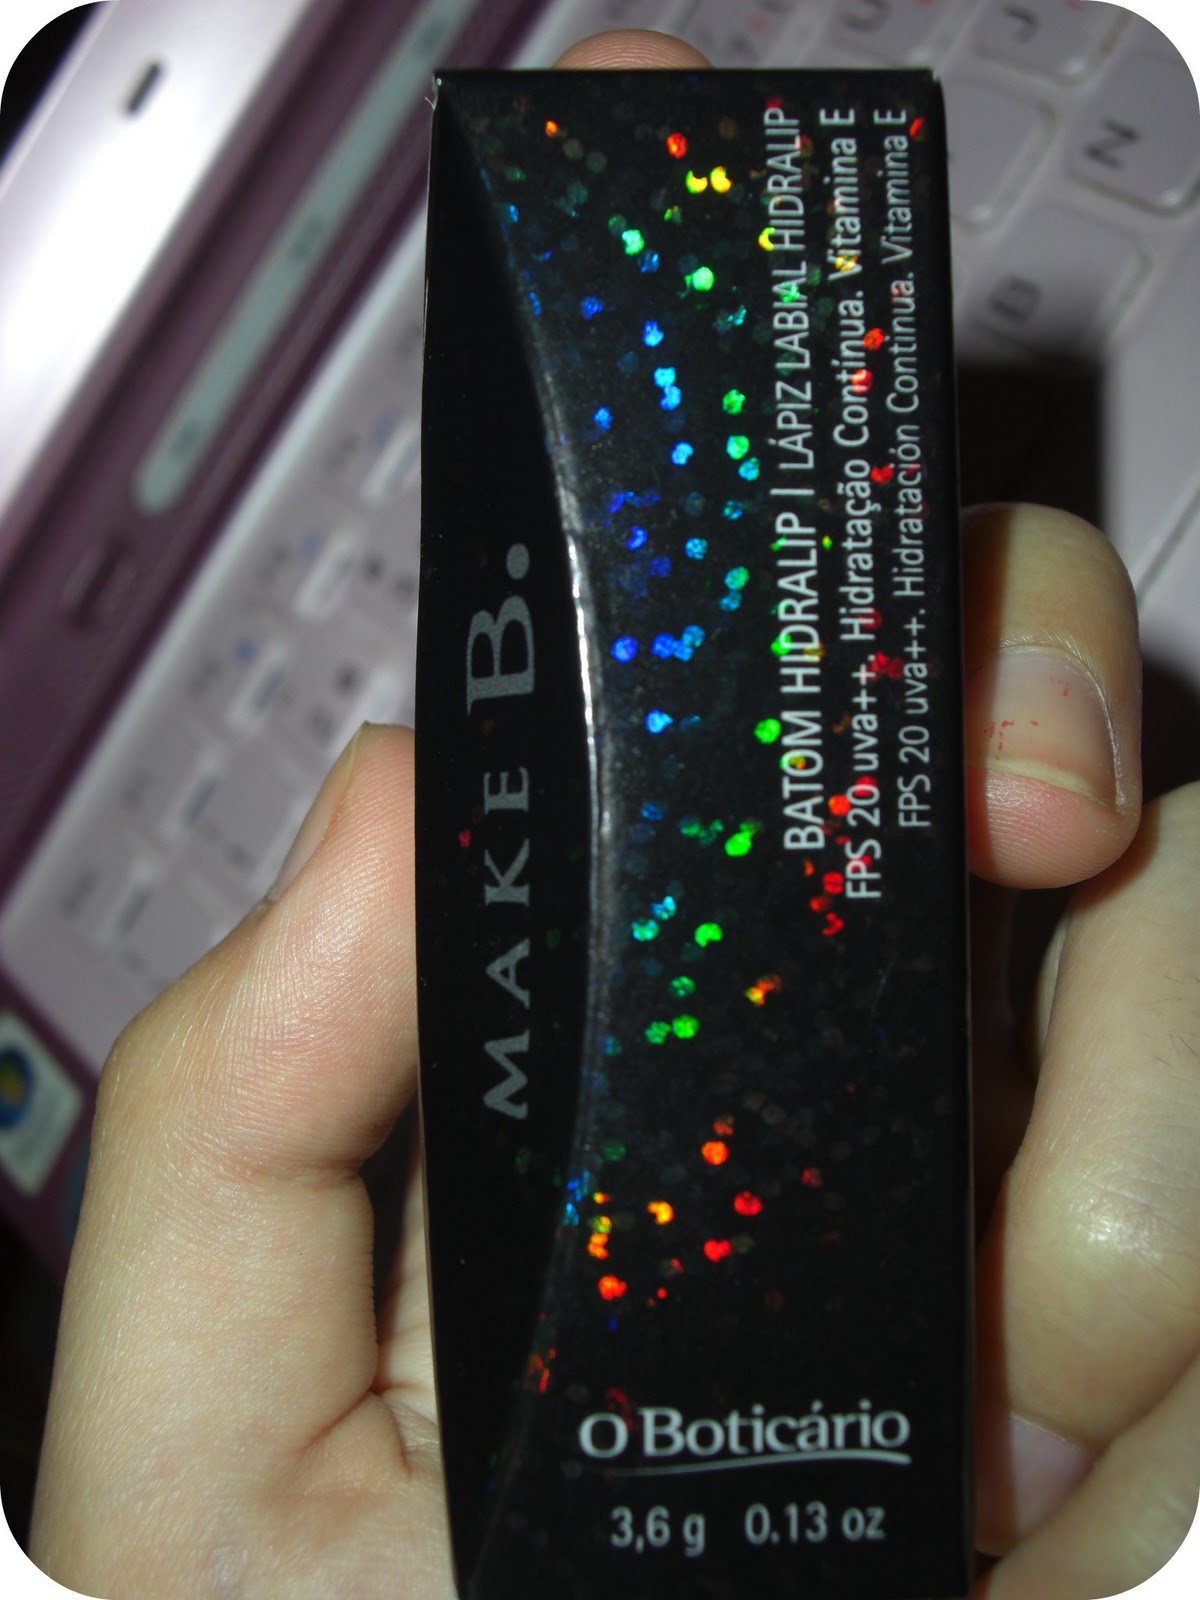 MAKE B.
BATOM HIDRALIP | LÁPIZ LABIAL HIDRALIP
FPS 20 uva++. Hidratação Contínua. Vitamina E
FPS 20 uva++. Hidratación Continua. Vitamina E
O Boticário
3,6 g 0.13 oz
J
N
B